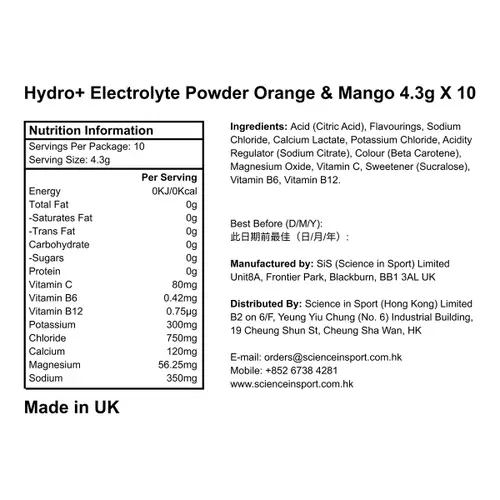 Hydro+ Electrolyte Powder Orange & Mango 4.3g X 10
Nutrition Information
Servings Per Package: 10
Serving Size: 4.3g
Per Serving
Energy 0KJ/0Kcal
Total Fat 0g
-Saturates Fat 0g
-Trans Fat 0g
Carbohydrate 0g
-Sugars 0g
Protein 0g
Vitamin C 80mg
Vitamin B6 0.42mg
Vitamin B12 0.75µg
Potassium 300mg
Chloride 750mg
Calcium 120mg
Magnesium 56.25mg
Sodium 350mg
Made in UK
Ingredients: Acid (Citric Acid), Flavourings, Sodium
Chloride, Calcium Lactate, Potassium Chloride, Acidity
Regulator (Sodium Citrate), Colour (Beta Carotene),
Magnesium Oxide, Vitamin C, Sweetener (Sucralose),
Vitamin B6, Vitamin B12.
Best Before (D/M/Y):
此日期前最佳（日/月/年）:
Manufactured by: SiS (Science in Sport) Limited
Unit8A, Frontier Park, Blackburn, BB1 3AL UK
Distributed By: Science in Sport (Hong Kong) Limited
B2 on 6/F, Yeung Yiu Chung (No. 6) Industrial Building,
19 Cheung Shun St, Cheung Sha Wan, HK
E-mail: orders@scienceinsport.com.hk
Mobile: +852 6738 4281
www.scienceinsport.com.hk